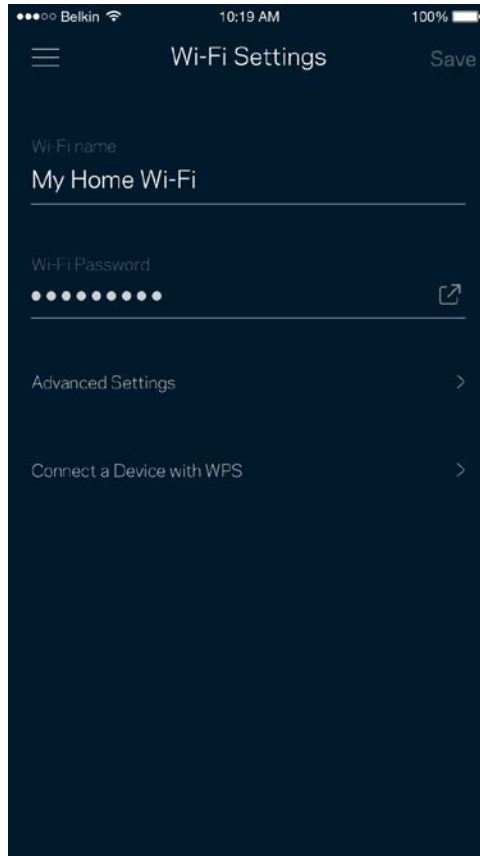 Belkin 10:19 AM 100%
Wi-Fi Settings Save
Wi-Fi name
My Home Wi-Fi
Wi-Fi Password
●●●●●●●●●
Advanced Settings >
Connect a Device with WPS >